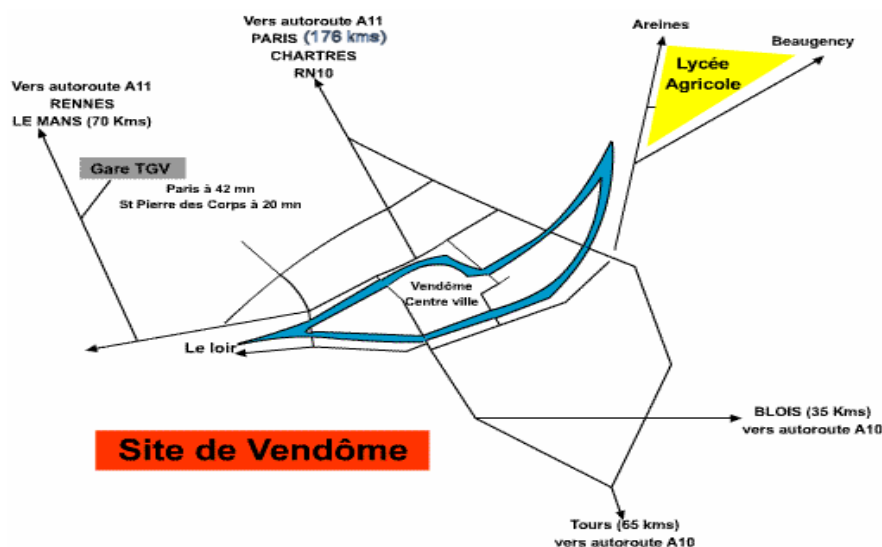 Vers autoroute A11
PARIS (176 kms)
CHARTRES
RN10
Areines
Beaugency
Lycée
Agricole
Vers autoroute A11
RENNES
LE MANS (70 Kms)
Gare TGV
Paris à 42 mn
St Pierre des Corps à 20 mn
Vendôme
Centre ville
Le loir
BLOIS (35 Kms)
vers autoroute A10
Site de Vendôme
Tours (65 kms)
vers autoroute A10